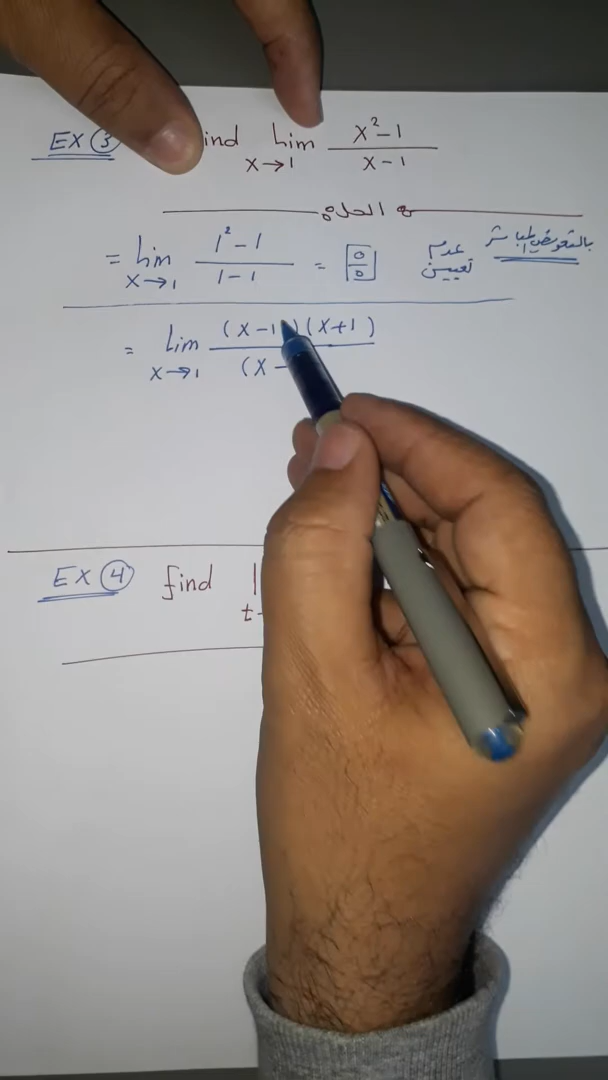 EX ③ ind Lim x→1 x²-1 / x-1
الحل:
= Lim x→1 1²-1 / 1-1 = 0/0 عدم تعيين بالتعويض المباشر
= Lim x→1 (x-1)(x+1) / (x-
EX ④ find
t-